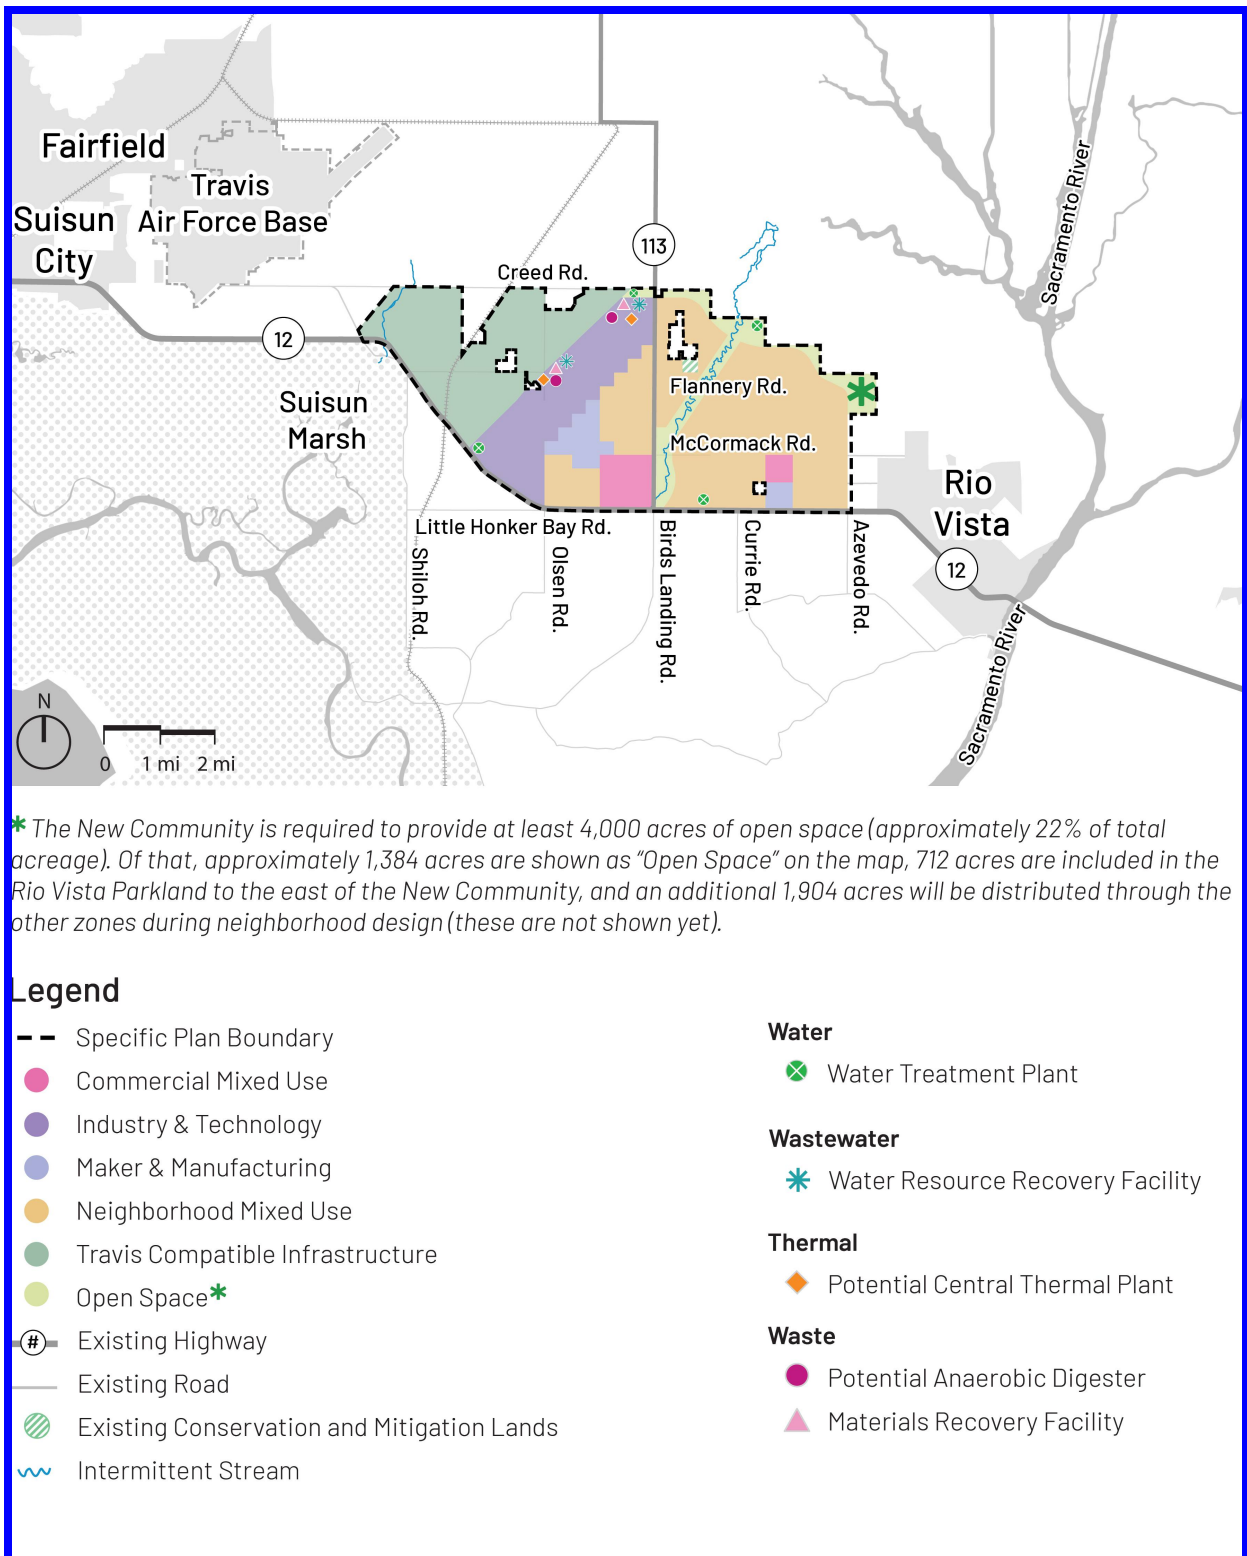 Fairfield
Travis
Air Force Base
Suisun
City
113
Creed Rd.
12
Sacramento River
Suisun
Marsh
Flannery Rd.
McCormack Rd.
Rio
Vista
Little Honker Bay Rd.
Shiloh Rd.
Olsen Rd.
Birds Landing Rd.
Currie Rd.
Azevedo Rd.
12
Sacramento River
N
0 1 mi 2 mi
* The New Community is required to provide at least 4,000 acres of open space (approximately 22% of total
acreage). Of that, approximately 1,384 acres are shown as “Open Space” on the map, 712 acres are included in the
Rio Vista Parkland to the east of the New Community, and an additional 1,904 acres will be distributed through the
other zones during neighborhood design (these are not shown yet).
Legend
Specific Plan Boundary
Commercial Mixed Use
Industry & Technology
Maker & Manufacturing
Neighborhood Mixed Use
Travis Compatible Infrastructure
Open Space*
# Existing Highway
Existing Road
Existing Conservation and Mitigation Lands
Intermittent Stream
Water
Water Treatment Plant
Wastewater
Water Resource Recovery Facility
Thermal
Potential Central Thermal Plant
Waste
Potential Anaerobic Digester
Materials Recovery Facility